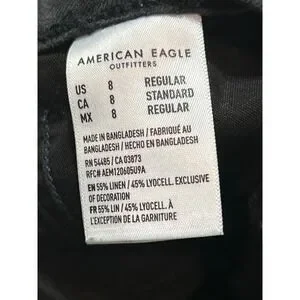 AMERICAN EAGLE
OUTFITTERS
US 8 REGULAR
CA 8 STANDARD
MX 8 REGULAR
MADE IN BANGLADESH / FABRIQUÉ AU
BANGLADESH / HECHO EN BANGLADESH
RN 54485 / CA 03873
RFC# AEM120605U9A
EN 55% LINEN / 45% LYOCELL. EXCLUSIVE
OF DECORATION
FR 55% LIN / 45% LYOCELL. À
L'EXCEPTION DE LA GARNITURE